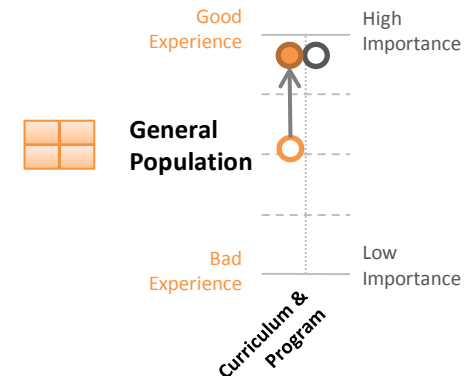 Good
Experience
High
Importance
General
Population
Bad
Experience
Low
Importance
Curriculum &
Program